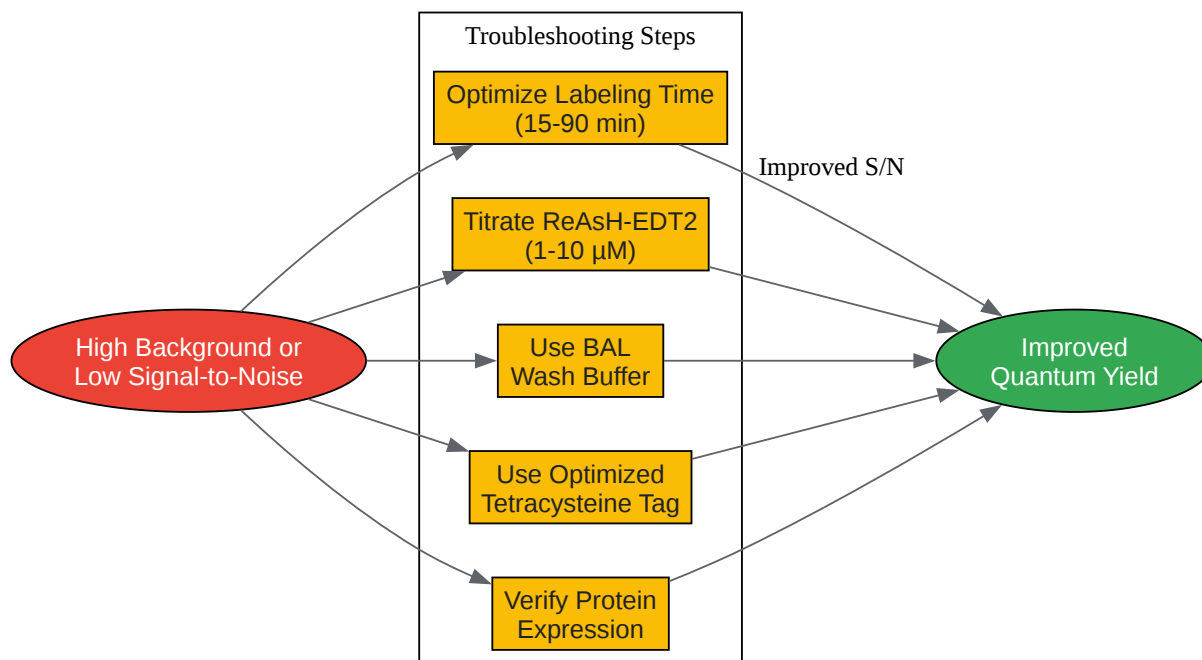 Troubleshooting Steps
Optimize Labeling Time
(15-90 min)
Improved S/N
Titrate ReAsH-EDT2
(1-10 µM)
High Background or
Low Signal-to-Noise
Use BAL
Wash Buffer
Improved
Quantum Yield
Use Optimized
Tetracysteine Tag
Verify Protein
Expression